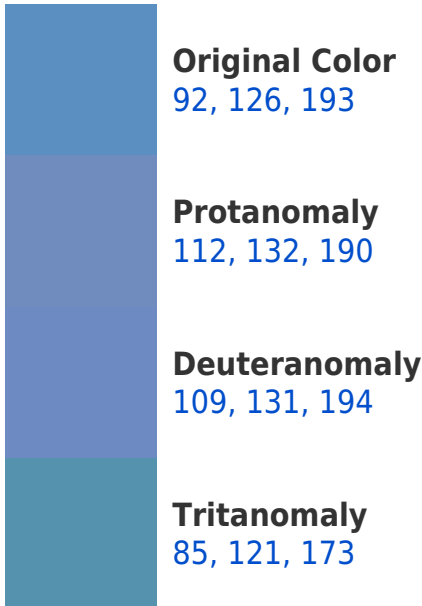 Original Color
92, 126, 193
Protanomaly
112, 132, 190
Deuteranomaly
109, 131, 194
Tritanomaly
85, 121, 173